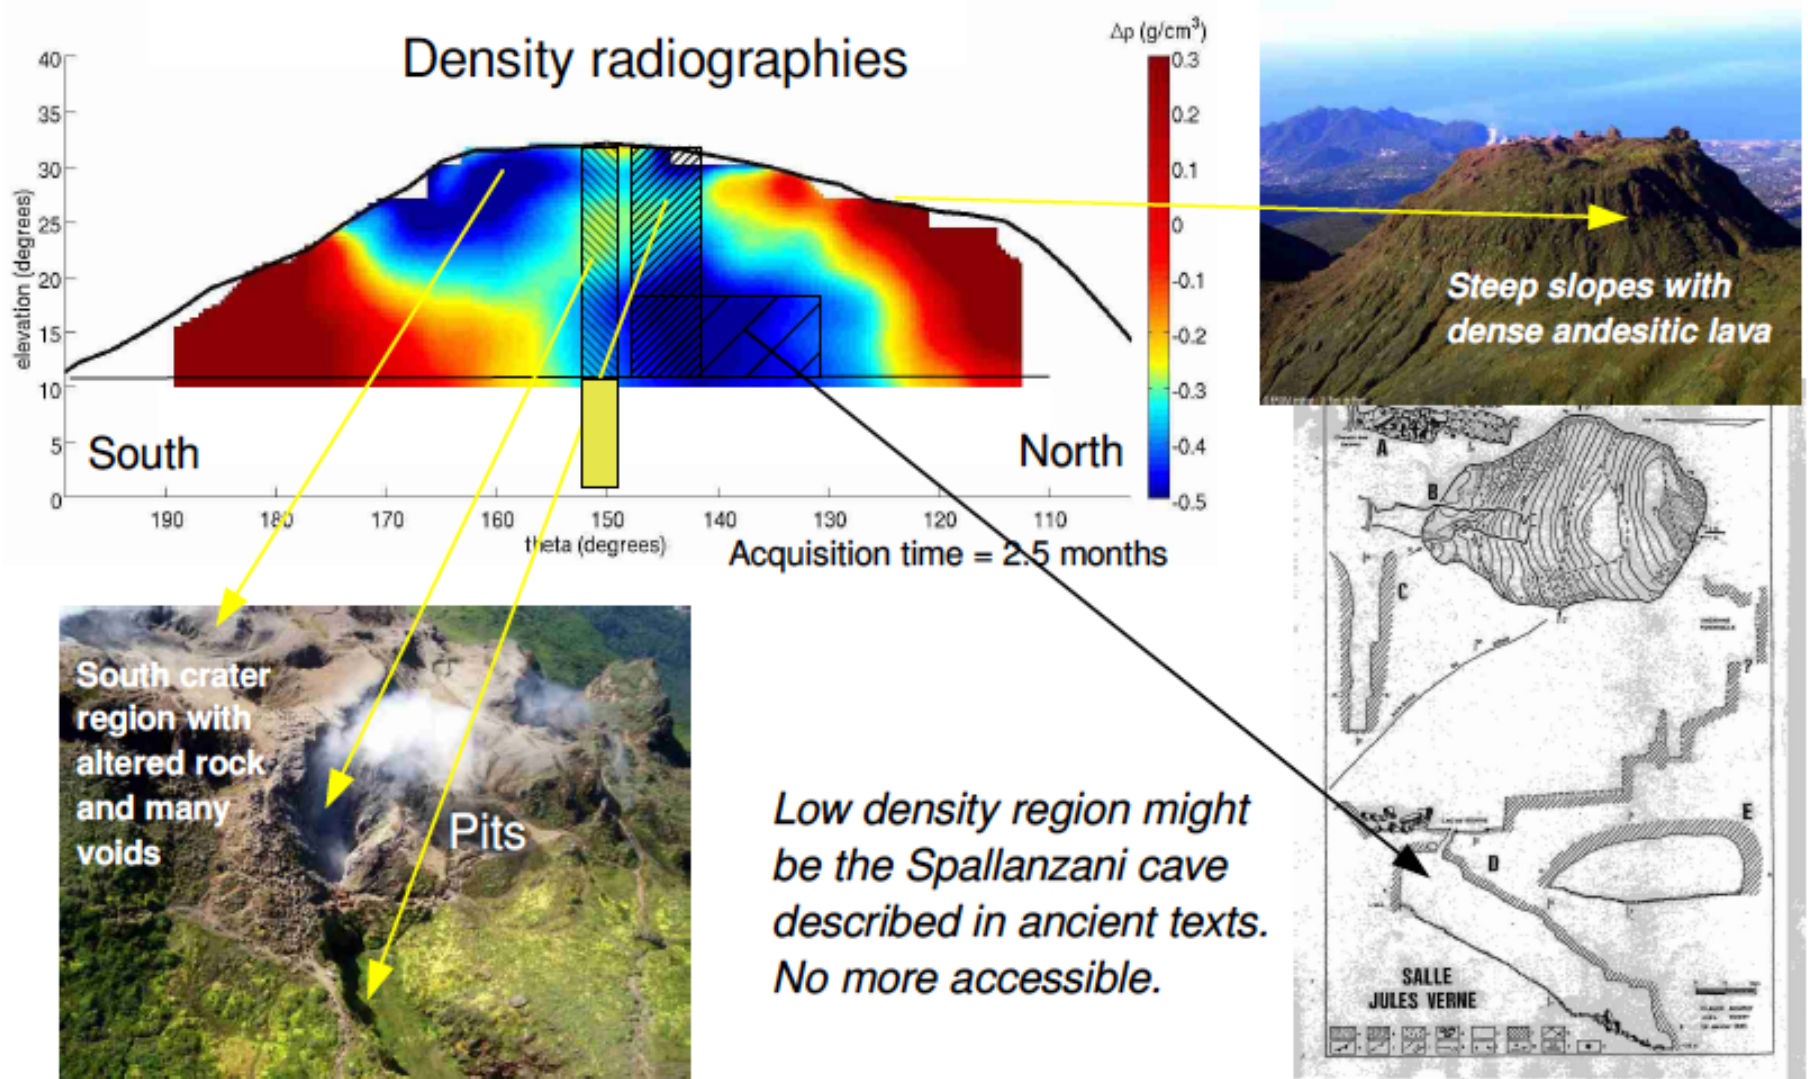 Density radiographies
Δρ (g/cm³)
0.3
0.2
0.1
0
-0.1
-0.2
-0.3
-0.4
-0.5
elevation (degrees)
40
35
30
25
20
15
10
5
0
South
North
190
180
170
160
150
140
130
120
110
theta (degrees)
Acquisition time = 2.5 months
Steep slopes with
dense andesitic lava
South crater
region with
altered rock
and many
voids
Pits
Low density region might
be the Spallanzani cave
described in ancient texts.
No more accessible.
A
B
C
?
E
D
SALLE
JULES VERNE